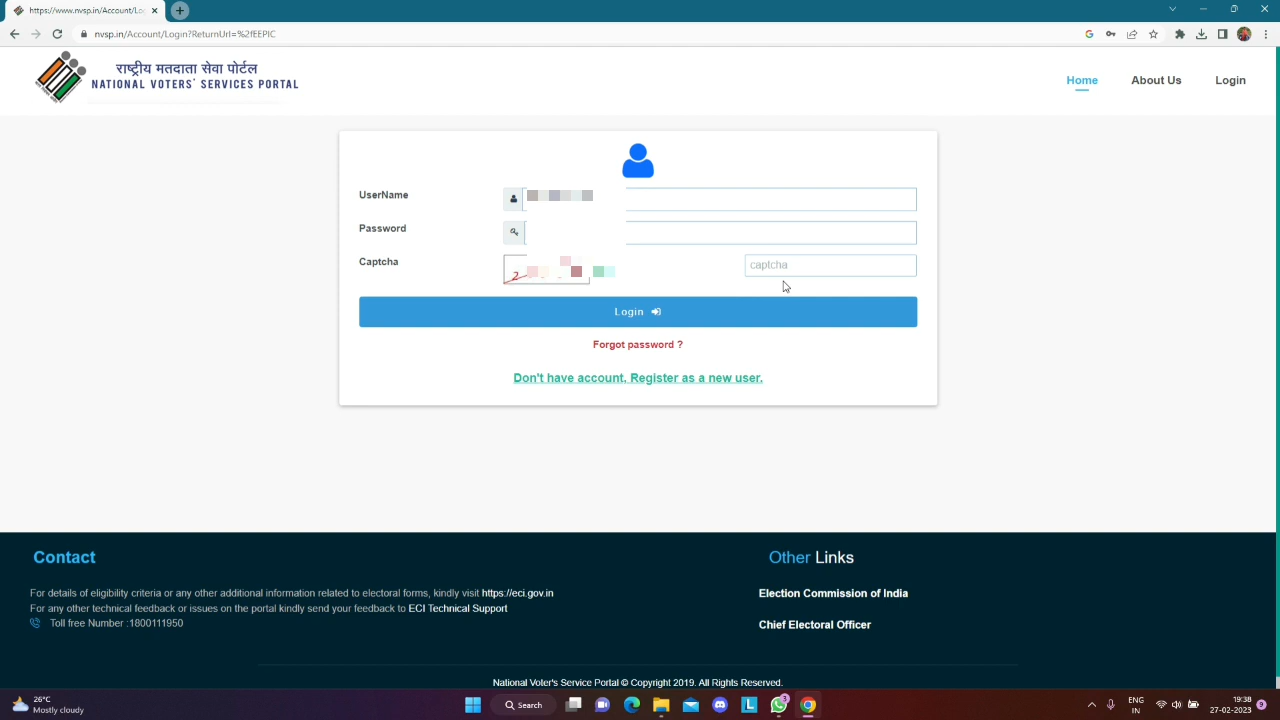 https://www.nvsp.in/Account/Log
nvsp.in/Account/Login?ReturnUrl=%2fEEPIC
राष्ट्रीय मतदाता सेवा पोर्टल
NATIONAL VOTERS' SERVICES PORTAL
Home About Us Login
UserName
Password
Captcha
2
captcha
Login
Forgot password ?
Don't have account. Register as a new user.
Contact
Other Links
For details of eligibility criteria or any other additional information related to electoral forms, kindly visit https://eci.gov.in
For any other technical feedback or issues on the portal kindly send your feedback to ECI Technical Support
Toll free Number :1800111950
Election Commission of India
Chief Electoral Officer
National Voter's Service Portal © Copyright 2019. All Rights Reserved.
26°C
Mostly cloudy
Search
3
ENG
IN
19:38
27-02-2023
3